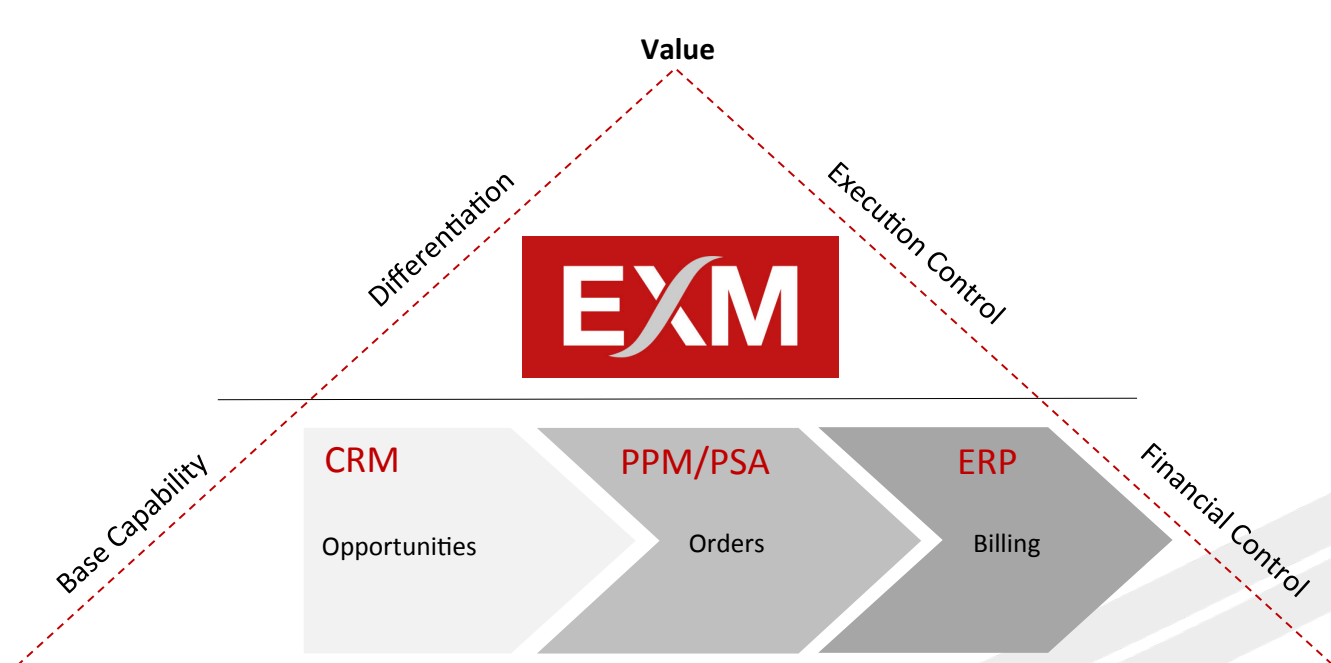 Value
Differentiation
Execution Control
EXM
Base Capability
CRM
PPM/PSA
ERP
Financial Control
Opportunities
Orders
Billing